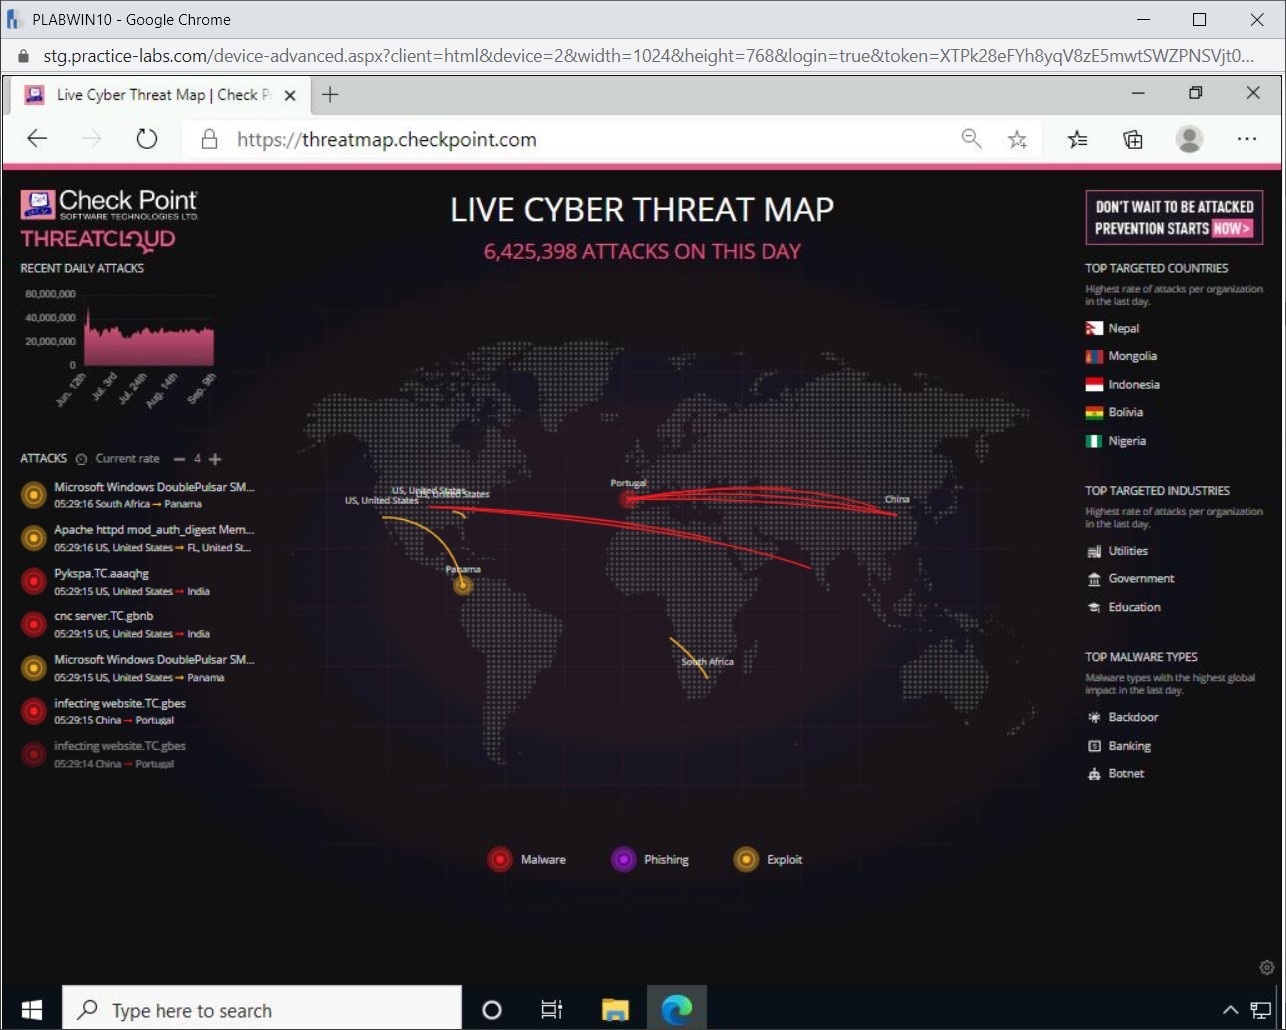 PLABWIN10 - Google Chrome
stg.practice-labs.com/device-advanced.aspx?client=html&device=2&width=1024&height=768&login=true&token=XTPk28eFYh8yqV8zE5mwtSWZPNSVjt0...
Live Cyber Threat Map | Check P
https://threatmap.checkpoint.com
Check Point
SOFTWARE TECHNOLOGIES LTD.
THREATCLOUD
RECENT DAILY ATTACKS
60,000,000
40,000,000
20,000,000
0
Jun. 12th
Jul. 3rd
Jul. 24th
Aug. 14th
Sep. 9th
ATTACKS Current rate − 4 +
Microsoft Windows DoublePulsar SM...
05:29:16 South Africa → Panama
Apache httpd mod_auth_digest Mem...
05:29:16 US, United States → FL, United St...
Pykspa.TC.aaaqhg
05:29:15 US, United States → India
cnc server.TC.gbnb
05:29:15 US, United States → India
Microsoft Windows DoublePulsar SM...
05:29:15 US, United States → Panama
infecting website.TC.gbes
05:29:15 China → Portugal
infecting website.TC.gbes
05:29:14 China → Portugal
LIVE CYBER THREAT MAP
6,425,398 ATTACKS ON THIS DAY
Portugal
US, United States
US, United States
US, United States
China
Panama
South Africa
Malware
Phishing
Exploit
DON'T WAIT TO BE ATTACKED
PREVENTION STARTS NOW>
TOP TARGETED COUNTRIES
Highest rate of attacks per organization
in the last day.
Nepal
Mongolia
Indonesia
Bolivia
Nigeria
TOP TARGETED INDUSTRIES
Highest rate of attacks per organization
in the last day.
Utilities
Government
Education
TOP MALWARE TYPES
Malware types with the highest global
impact in the last day.
Backdoor
Banking
Botnet
Type here to search